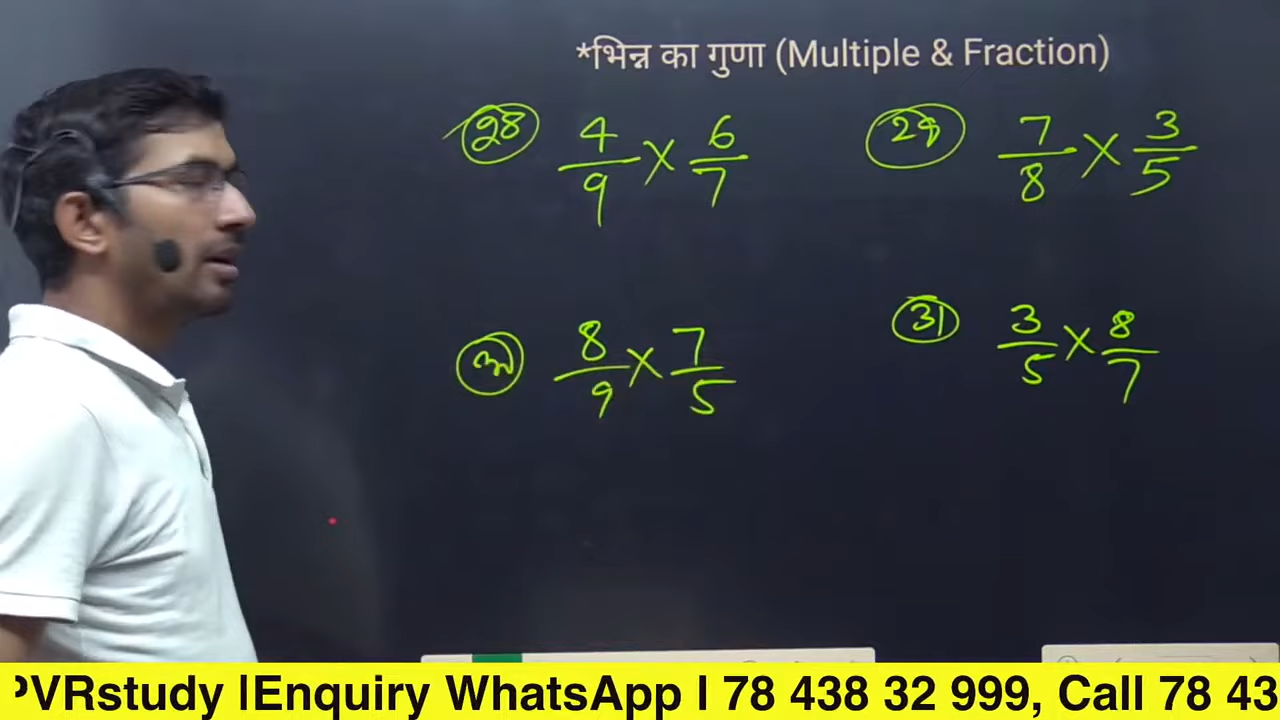 *भिन्न का गुणा (Multiple & Fraction)
28 4/9 × 6/7
29 7/8 × 3/5
30 8/9 × 7/5
31 3/5 × 8/7
PVRstudy |Enquiry WhatsApp | 78 438 32 999, Call 78 43